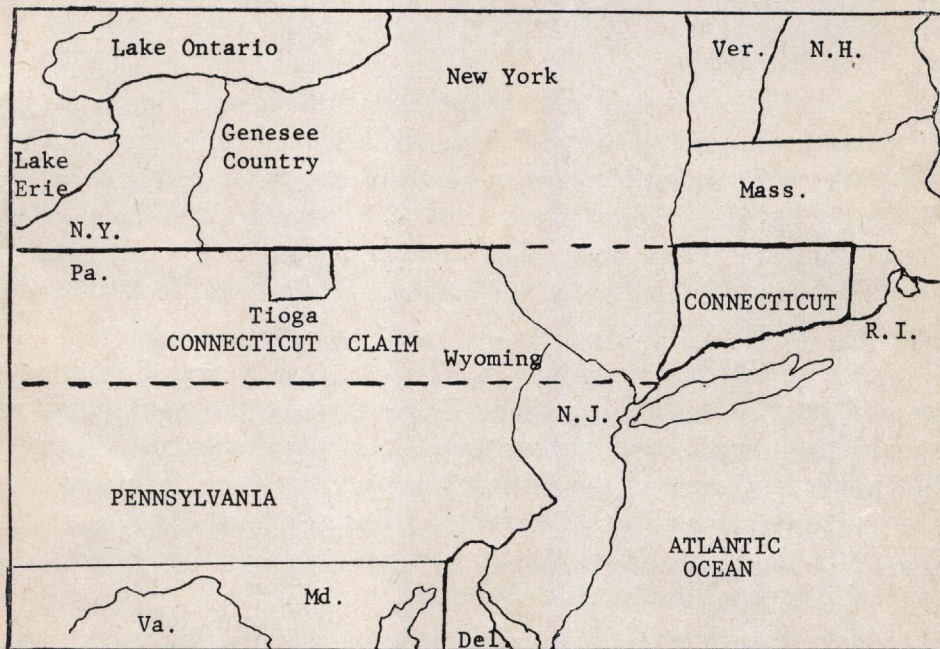 Lake Ontario
New York
Ver.
N.H.
Genesee
Country
Lake
Erie
Mass.
N.Y.
Pa.
CONNECTICUT
Tioga
CONNECTICUT CLAIM
Wyoming
R.I.
N.J.
PENNSYLVANIA
ATLANTIC
OCEAN
Md.
Va.
Del.